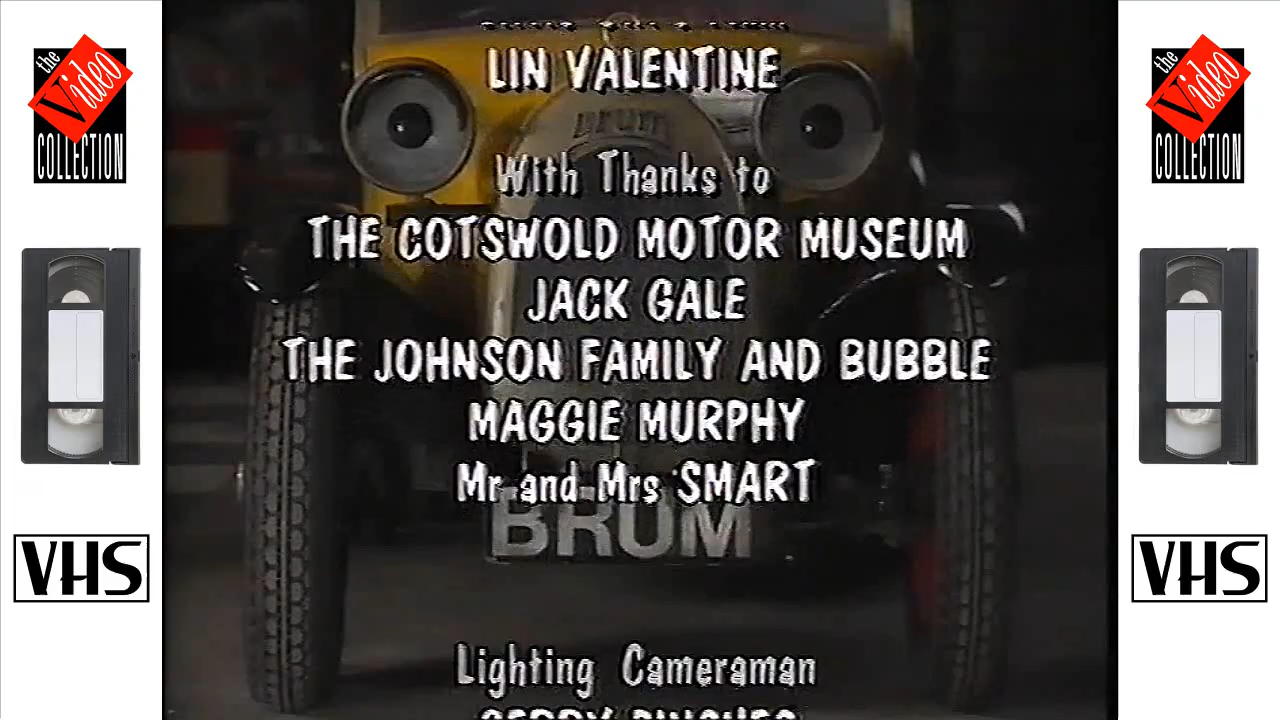 LIN VALENTINE
BRUM
With Thanks to
THE COTSWOLD MOTOR MUSEUM
JACK GALE
THE JOHNSON FAMILY AND BUBBLE
MAGGIE MURPHY
Mr and Mrs SMART
BRUM
Lighting Cameraman
the
Video
COLLECTION
VHS
the
Video
COLLECTION
VHS